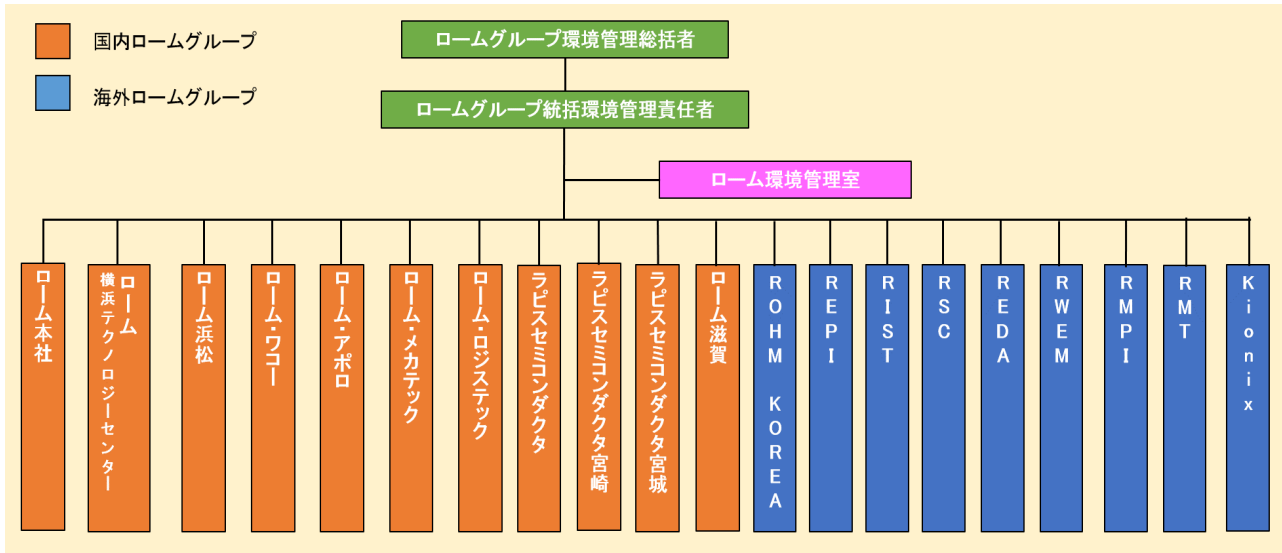 国内ロームグループ
海外ロームグループ
ロームグループ環境管理総括者
ロームグループ統括環境管理責任者
ローム環境管理室
ローム本社
ローム
横浜テクノロジーセンター
ローム浜松
ローム・ワコー
ローム・アポロ
ローム・メカテック
ローム・ロジステック
ラピスセミコンダクタ
ラピスセミコンダクタ宮崎
ラピスセミコンダクタ宮城
ローム滋賀
ROHM KOREA
REPI
RIST
RSC
REDA
RWEM
RMPI
RMT
Kionix